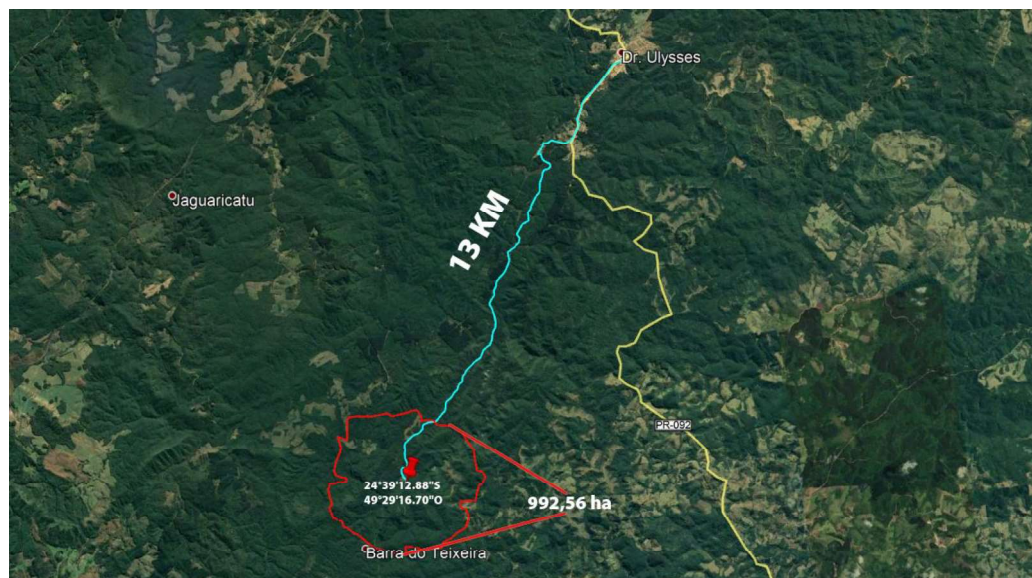 Dr. Ulysses
Jaguaricatu
13 KM
PR-092
24°39'12.88"S
49°29'16.70"O
992,56 ha
Barra do Teixeira